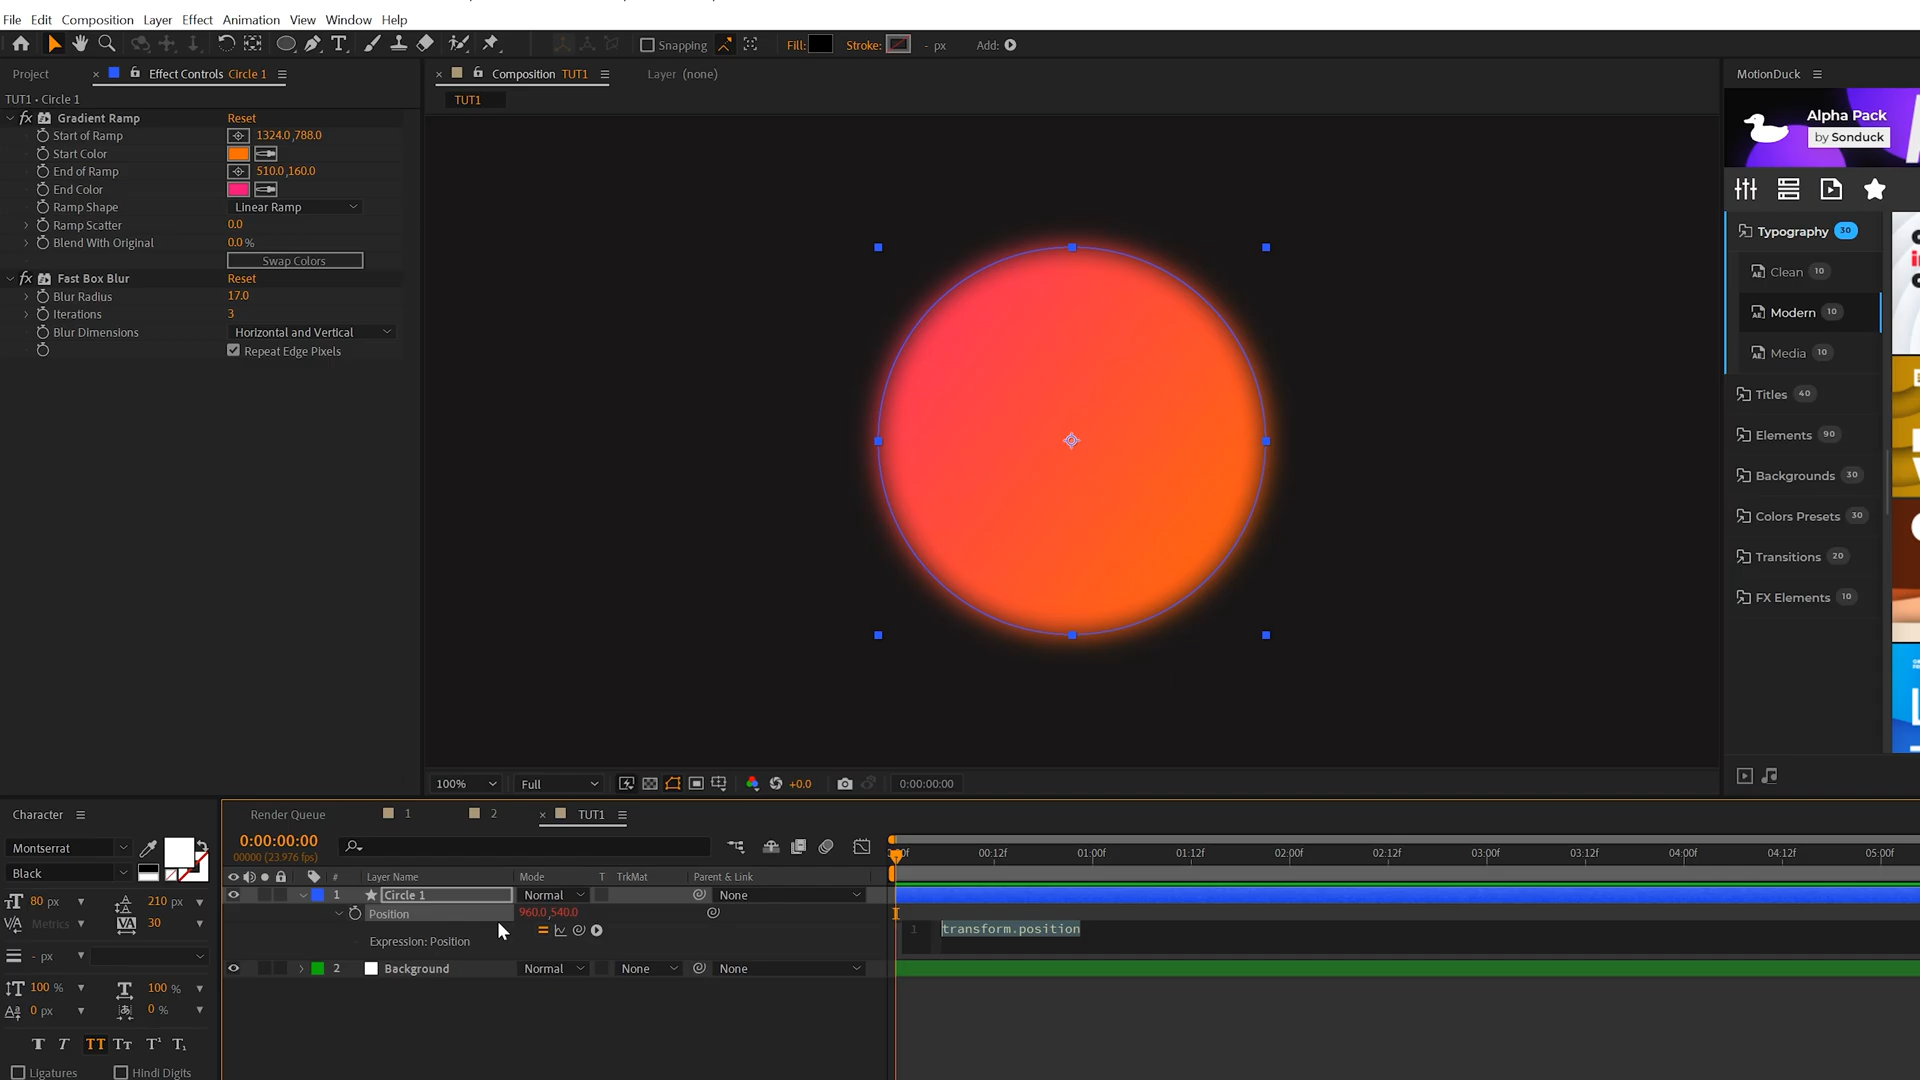 File Edit Composition Layer Effect Animation View Window Help
Snapping Fill: Stroke: - px Add:
Project Effect Controls Circle 1
TUT1 • Circle 1
Gradient Ramp Reset
Start of Ramp 1324.0,788.0
Start Color
End of Ramp 510.0,160.0
End Color
Ramp Shape Linear Ramp
Ramp Scatter 0.0
Blend With Original 0.0 %
Swap Colors
Fast Box Blur Reset
Blur Radius 17.0
Iterations 3
Blur Dimensions Horizontal and Vertical
Repeat Edge Pixels
Composition TUT1 Layer (none)
TUT1
100% Full +0.0 0:00:00:00
MotionDuck
Alpha Pack
by Sonduck
Typography 30
Clean 10
Modern 10
Media 10
Titles 40
Elements 90
Backgrounds 30
Colors Presets 30
Transitions 20
FX Elements 10
Character
Montserrat
Black
80 px 210 px
Metrics 30
- px
100 % 100 %
0 px 0 %
Ligatures Hindi Digits
Render Queue 1 2 TUT1
0:00:00:00
00000 (23.976 fps)
# Layer Name Mode T TrkMat Parent & Link
1 Circle 1 Normal None
Position 960.0,540.0
Expression: Position
2 Background Normal None None
00:12f 01:00f 01:12f 02:00f 02:12f 03:00f 03:12f 04:00f 04:12f 05:00f
1 transform.position